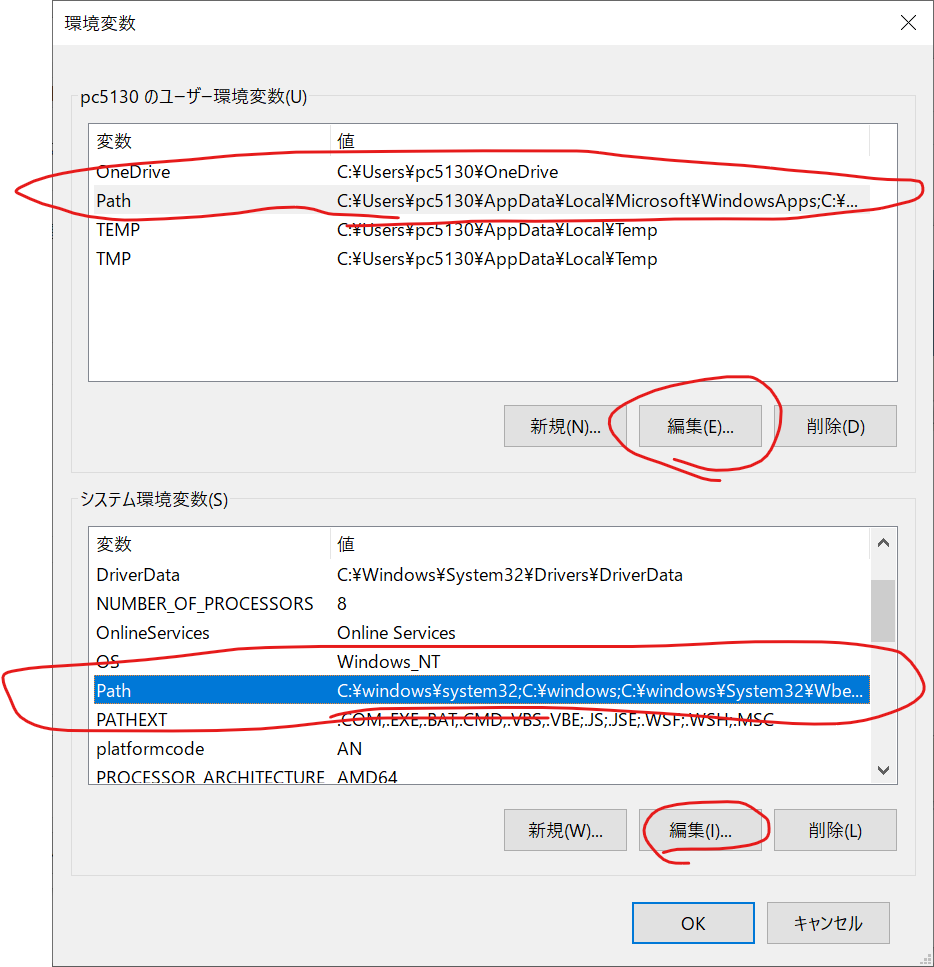 環境変数
pc5130 のユーザー環境変数(U)
変数 値
OneDrive C:¥Users¥pc5130¥OneDrive
Path C:¥Users¥pc5130¥AppData¥Local¥Microsoft¥WindowsApps;C:¥...
TEMP C:¥Users¥pc5130¥AppData¥Local¥Temp
TMP C:¥Users¥pc5130¥AppData¥Local¥Temp
新規(N)... 編集(E)... 削除(D)
システム環境変数(S)
変数 値
DriverData C:¥Windows¥System32¥Drivers¥DriverData
NUMBER_OF_PROCESSORS 8
OnlineServices Online Services
OS Windows_NT
Path C:¥windows¥system32;C:¥windows;C:¥windows¥System32¥Wbe...
PATHEXT .COM;.EXE;.BAT;.CMD;.VBS;.VBE;.JS;.JSE;.WSF;.WSH;.MSC
platformcode AN
PROCESSOR_ARCHITECTURE AMD64
新規(W)... 編集(I)... 削除(L)
OK キャンセル